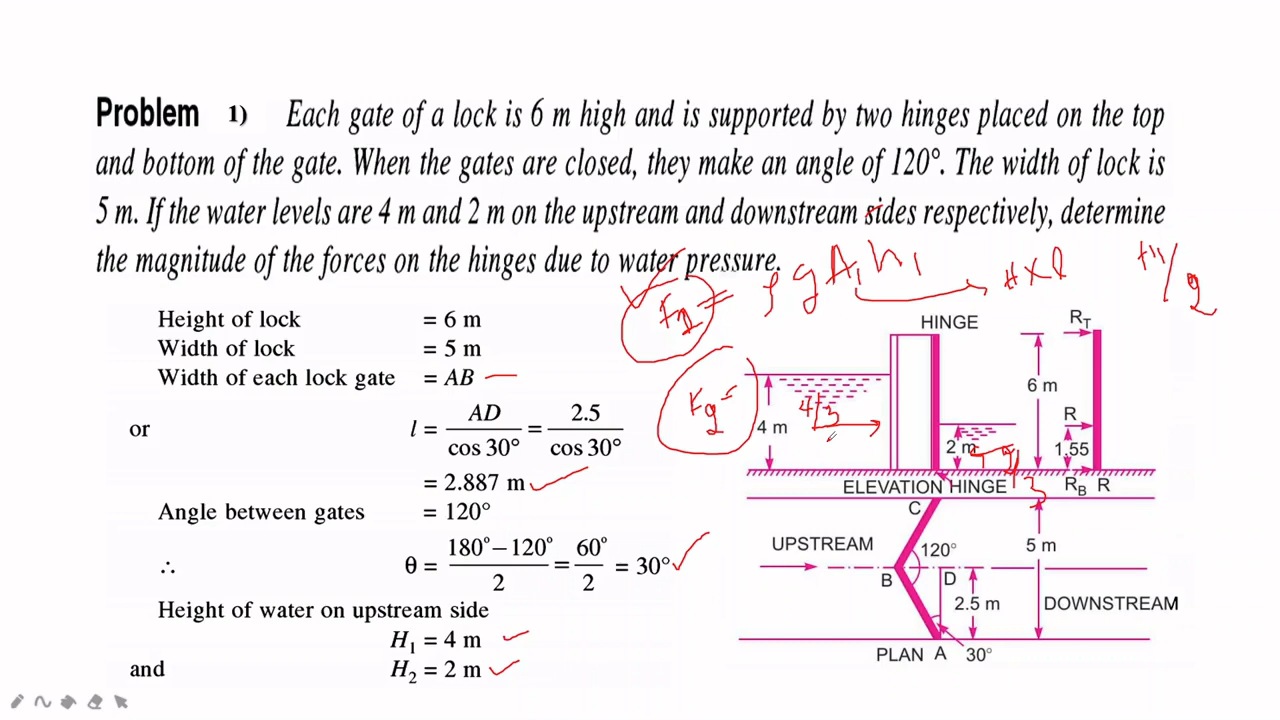 Problem 1) Each gate of a lock is 6 m high and is supported by two hinges placed on the top
and bottom of the gate. When the gates are closed, they make an angle of 120°. The width of lock is
5 m. If the water levels are 4 m and 2 m on the upstream and downstream sides respectively, determine
the magnitude of the forces on the hinges due to water pressure.
F1 = ρ g A1 h1
H x l
Height of lock = 6 m
Width of lock = 5 m
Width of each lock gate = AB
or l = AD / cos 30° = 2.5 / cos 30°
= 2.887 m
Angle between gates = 120°
∴ θ = 180° − 120° / 2 = 60° / 2 = 30°
Height of water on upstream side
H1 = 4 m
and H2 = 2 m
HINGE
RT
6 m
R
4/3
4 m
2 m
1.55
ELEVATION HINGE
RB R
C
UPSTREAM
120°
5 m
B
D
2.5 m
DOWNSTREAM
PLAN A 30°